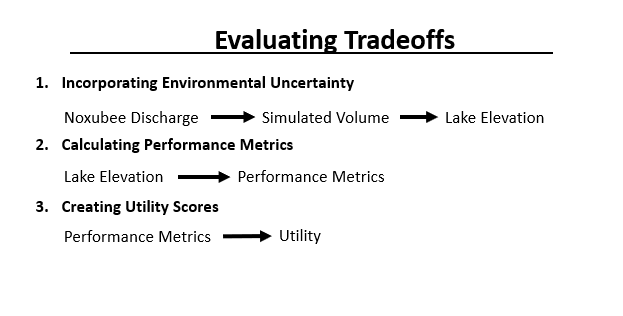 Evaluating Tradeoffs
1. Incorporating Environmental Uncertainty
Noxubee Discharge Simulated Volume Lake Elevation
2. Calculating Performance Metrics
Lake Elevation Performance Metrics
3. Creating Utility Scores
Performance Metrics Utility